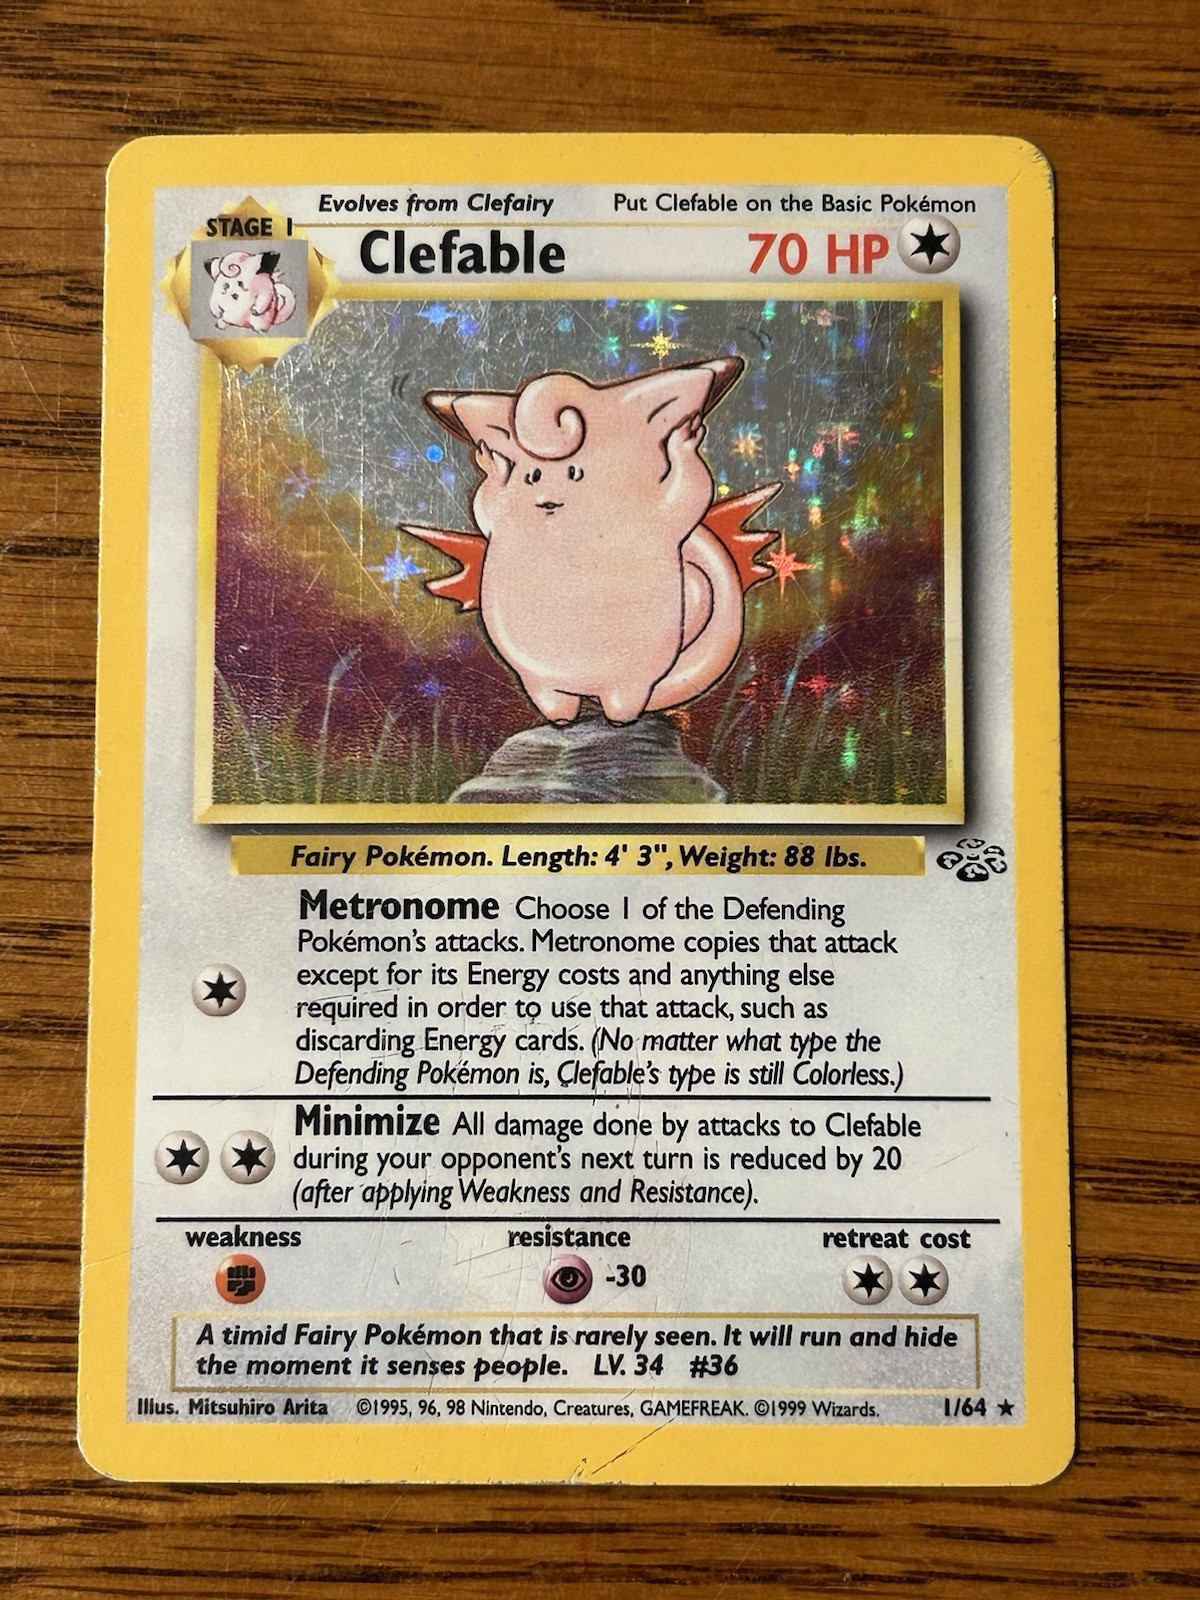 Evolves from Clefairy Put Clefable on the Basic Pokémon
STAGE 1
Clefable 70 HP
Fairy Pokémon. Length: 4' 3", Weight: 88 lbs.
Metronome Choose 1 of the Defending
Pokémon's attacks. Metronome copies that attack
except for its Energy costs and anything else
required in order to use that attack, such as
discarding Energy cards. (No matter what type the
Defending Pokémon is, Clefable's type is still Colorless.)
Minimize All damage done by attacks to Clefable
during your opponent's next turn is reduced by 20
(after applying Weakness and Resistance).
weakness resistance retreat cost
-30
A timid Fairy Pokémon that is rarely seen. It will run and hide
the moment it senses people. LV. 34 #36
Illus. Mitsuhiro Arita ©1995, 96, 98 Nintendo, Creatures, GAMEFREAK. ©1999 Wizards. 1/64 ★